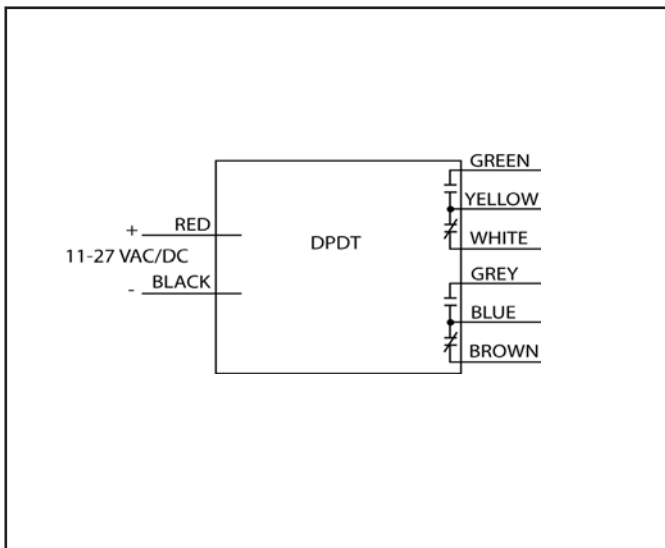 + RED
11-27 VAC/DC
- BLACK
DPDT
GREEN
YELLOW
WHITE
GREY
BLUE
BROWN